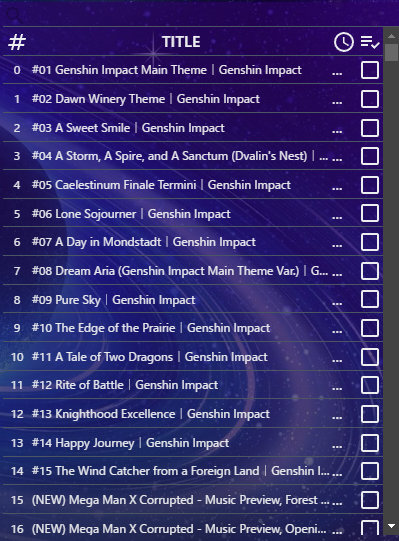 # TITLE
0 #01 Genshin Impact Main Theme | Genshin Impact ...
1 #02 Dawn Winery Theme | Genshin Impact ...
2 #03 A Sweet Smile | Genshin Impact ...
3 #04 A Storm, A Spire, and A Sanctum (Dvalin's Nest) | ... ...
4 #05 Caelestinum Finale Termini | Genshin Impact ...
5 #06 Lone Sojourner | Genshin Impact ...
6 #07 A Day in Mondstadt | Genshin Impact ...
7 #08 Dream Aria (Genshin Impact Main Theme Var.) | G... ...
8 #09 Pure Sky | Genshin Impact ...
9 #10 The Edge of the Prairie | Genshin Impact ...
10 #11 A Tale of Two Dragons | Genshin Impact ...
11 #12 Rite of Battle | Genshin Impact ...
12 #13 Knighthood Excellence | Genshin Impact ...
13 #14 Happy Journey | Genshin Impact ...
14 #15 The Wind Catcher from a Foreign Land | Genshin I... ...
15 (NEW) Mega Man X Corrupted - Music Preview, Forest ... ...
16 (NEW) Mega Man X Corrupted - Music Preview, Openi... ...